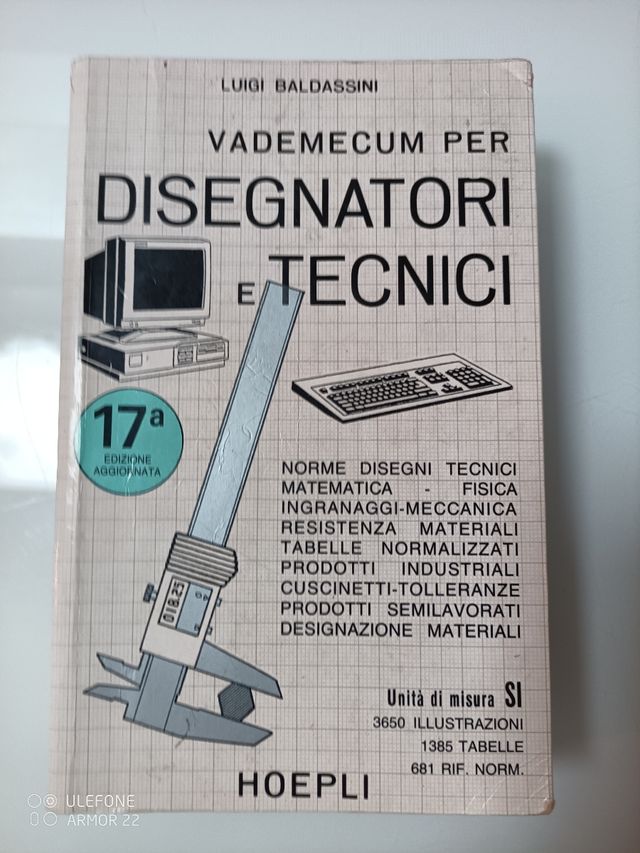 LUIGI BALDASSINI
VADEMECUM PER
DISEGNATORI
E TECNICI
17a
EDIZIONE
AGGIORNATA
NORME DISEGNI TECNICI
MATEMATICA - FISICA
INGRANAGGI-MECCANICA
RESISTENZA MATERIALI
TABELLE NORMALIZZATI
PRODOTTI INDUSTRIALI
CUSCINETTI-TOLLERANZE
PRODOTTI SEMILAVORATI
DESIGNAZIONE MATERIALI
018.25
Unità di misura SI
3650 ILLUSTRAZIONI
1385 TABELLE
681 RIF. NORM.
HOEPLI
ULEFONE
ARMOR 22